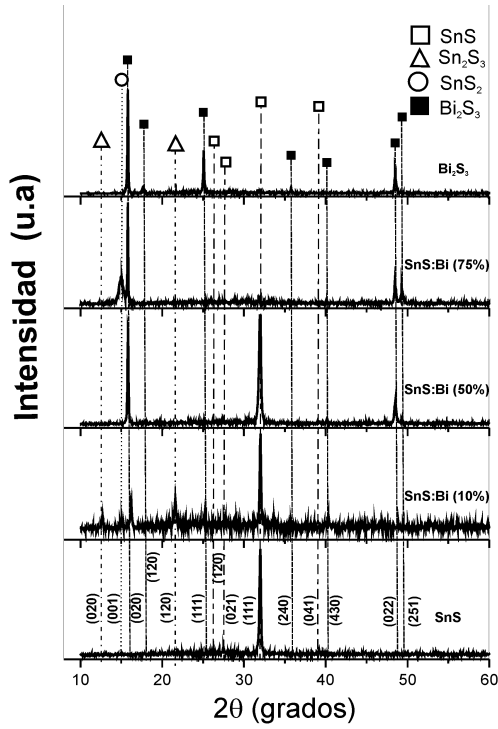 SnS
Sn₂S₃
SnS₂
Bi₂S₃
Bi₂S₃
SnS:Bi (75%)
SnS:Bi (50%)
SnS:Bi (10%)
SnS
Intensidad (u.a)
(020)
(001)
(020)
(120)
(120)
(111)
(120)
(021)
(111)
(240)
(041)
(430)
(022)
(251)
10 20 30 40 50 60
2θ (grados)